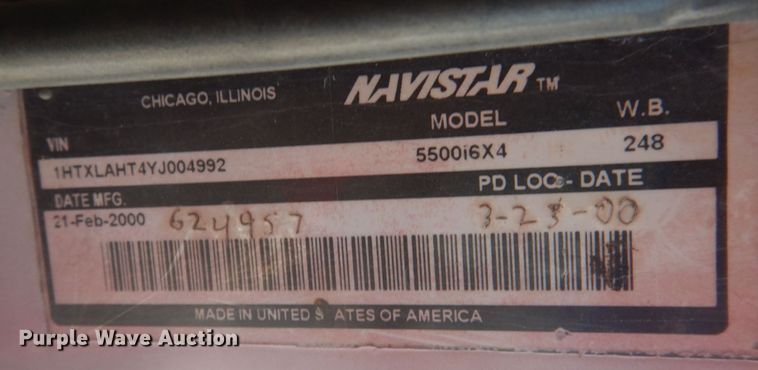 CHICAGO, ILLINOIS NAVISTAR TM
VIN MODEL W.B.
1HTXLAHT4YJ004992 5500i6X4 248
DATE MFG. PD LOC - DATE
21-Feb-2000 624957 3-23-00
MADE IN UNITED S ATES OF AMERICA
Purple Wave Auction